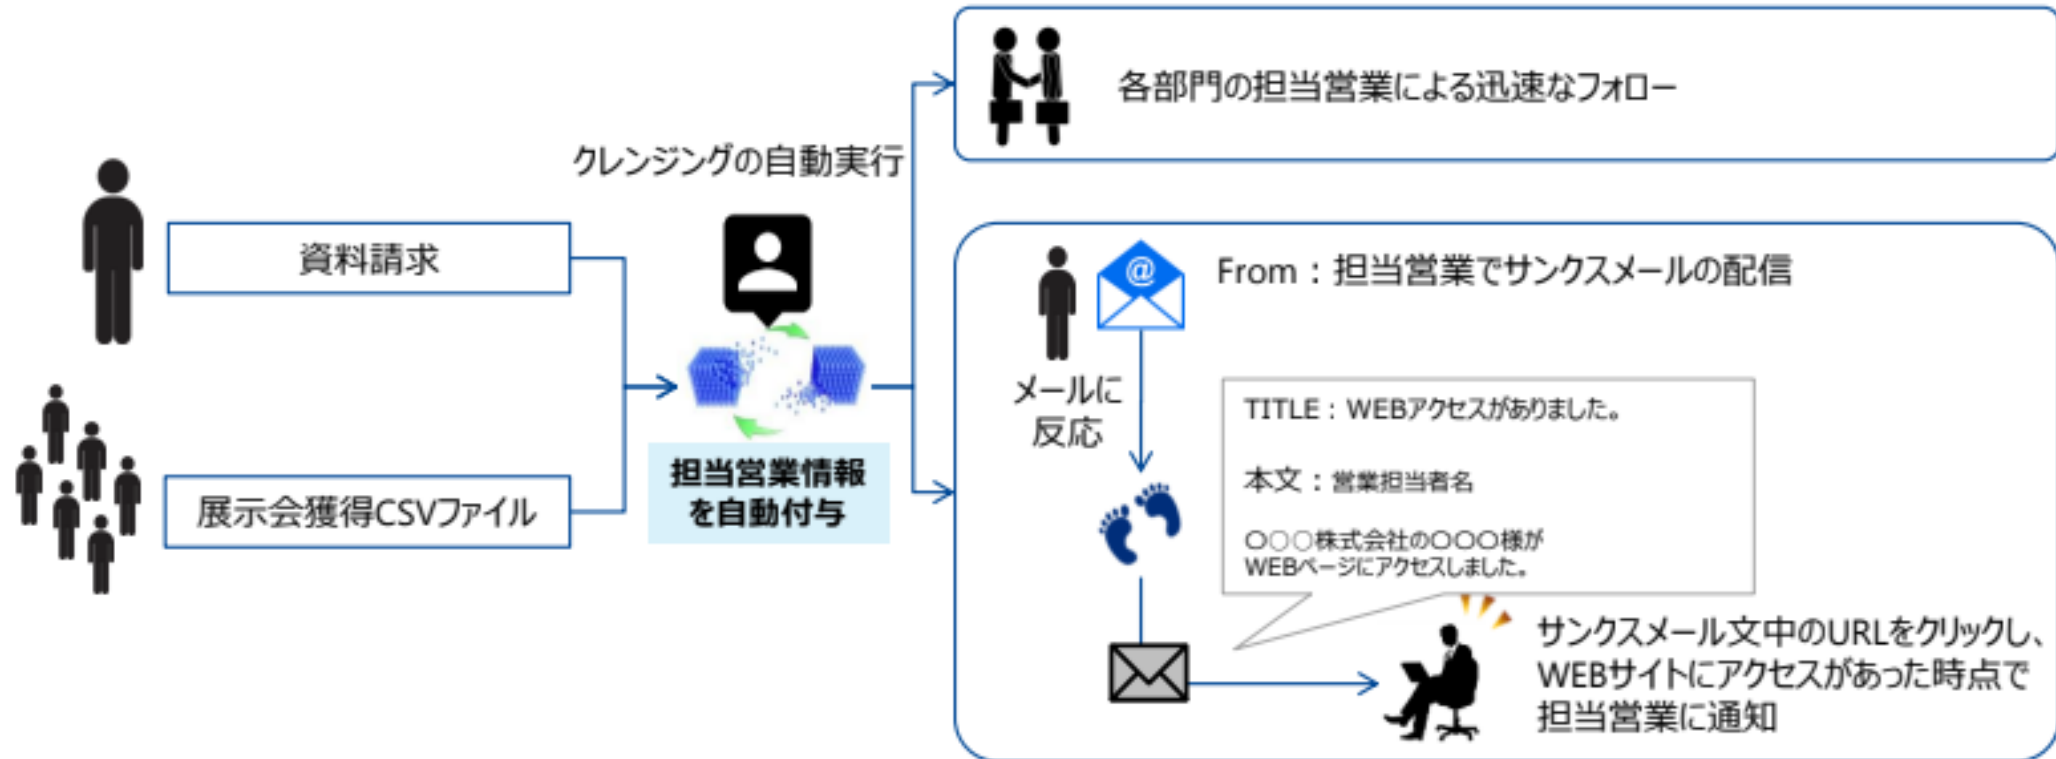 各部門の担当営業による迅速なフォロー
クレンジングの自動実行
資料請求
展示会獲得CSVファイル
担当営業情報
を自動付与
@
From：担当営業でサンクスメールの配信
メールに
反応
TITLE：WEBアクセスがありました。
本文：営業担当者名
〇〇〇株式会社の〇〇〇様が
WEBページにアクセスしました。
サンクスメール文中のURLをクリックし、
WEBサイトにアクセスがあった時点で
担当営業に通知